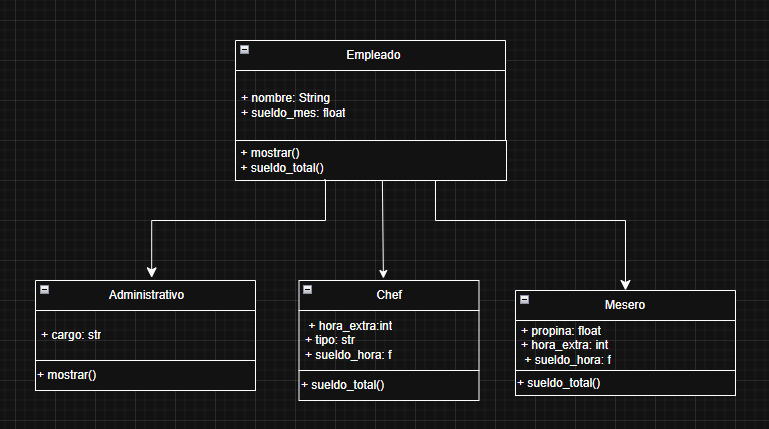 Empleado
+ nombre: String
+ sueldo_mes: float
+ mostrar()
+ sueldo_total()
Administrativo
+ cargo: str
+ mostrar()
Chef
+ hora_extra:int
+ tipo: str
+ sueldo_hora: f
+ sueldo_total()
Mesero
+ propina: float
+ hora_extra: int
+ sueldo_hora: f
+ sueldo_total()